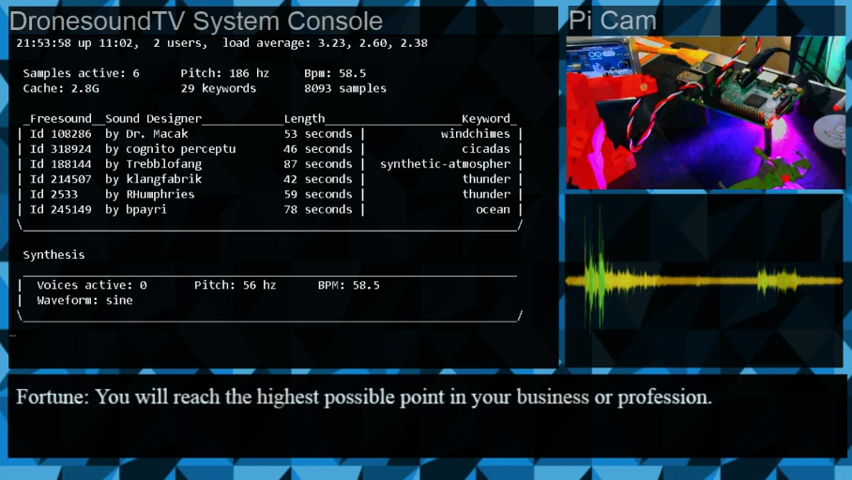 DronesoundTV System Console
Pi Cam
21:53:58 up 11:02, 2 users, load average: 3.23, 2.60, 2.38
Samples active: 6 Pitch: 186 hz Bpm: 58.5
Cache: 2.8G 29 keywords 8093 samples
Freesound Sound Designer Length Keyword
Id 108286 by Dr. Macak 53 seconds windchimes
Id 318924 by cognito perceptu 46 seconds cicadas
Id 188144 by Trebblofang 87 seconds synthetic-atmospher
Id 214507 by klangfabrik 42 seconds thunder
Id 2533 by RHumphries 59 seconds thunder
Id 245149 by bpayri 78 seconds ocean
Synthesis
Voices active: 0 Pitch: 56 hz BPM: 58.5
Waveform: sine
Fortune: You will reach the highest possible point in your business or profession.